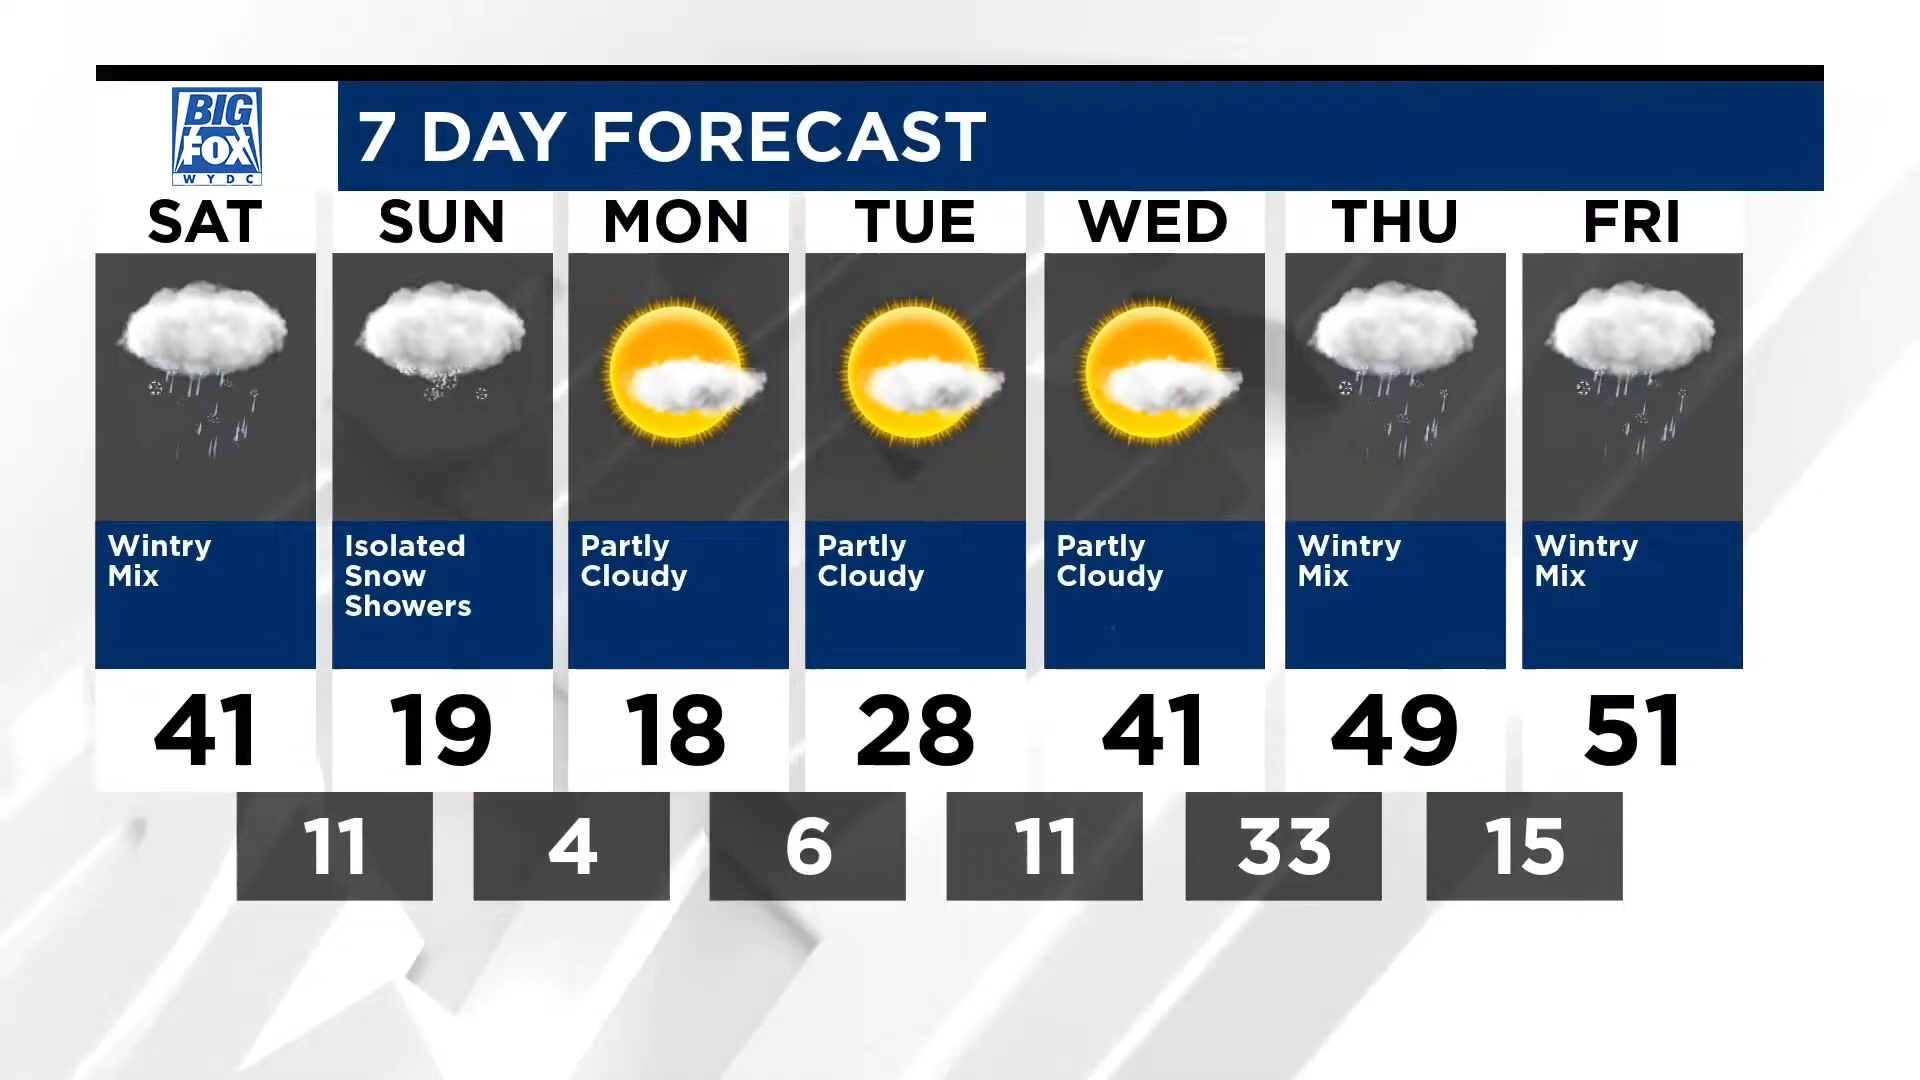 BIG
FOX
WYDC
7 DAY FORECAST
SAT
SUN
MON
TUE
WED
THU
FRI
Wintry
Mix
Isolated
Snow
Showers
Partly
Cloudy
Partly
Cloudy
Partly
Cloudy
Wintry
Mix
Wintry
Mix
41
19
18
28
41
49
51
11
4
6
11
33
15